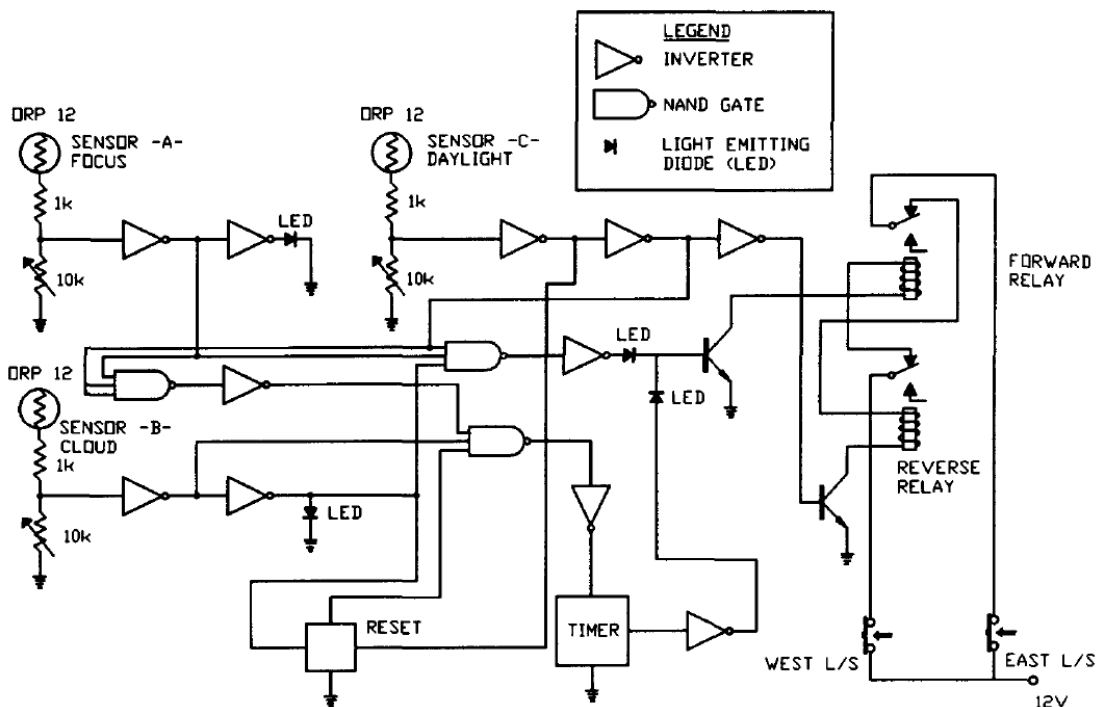 LEGEND
INVERTER
NAND GATE
LIGHT EMITTING
DIODE (LED)
ORP 12
SENSOR -A-
FOCUS
1k
10k
LED
ORP 12
SENSOR -C-
DAYLIGHT
1k
10k
FORWARD
RELAY
LED
LED
ORP 12
SENSOR -B-
CLOUD
1k
10k
LED
REVERSE
RELAY
RESET
TIMER
WEST L/S
EAST L/S
12V